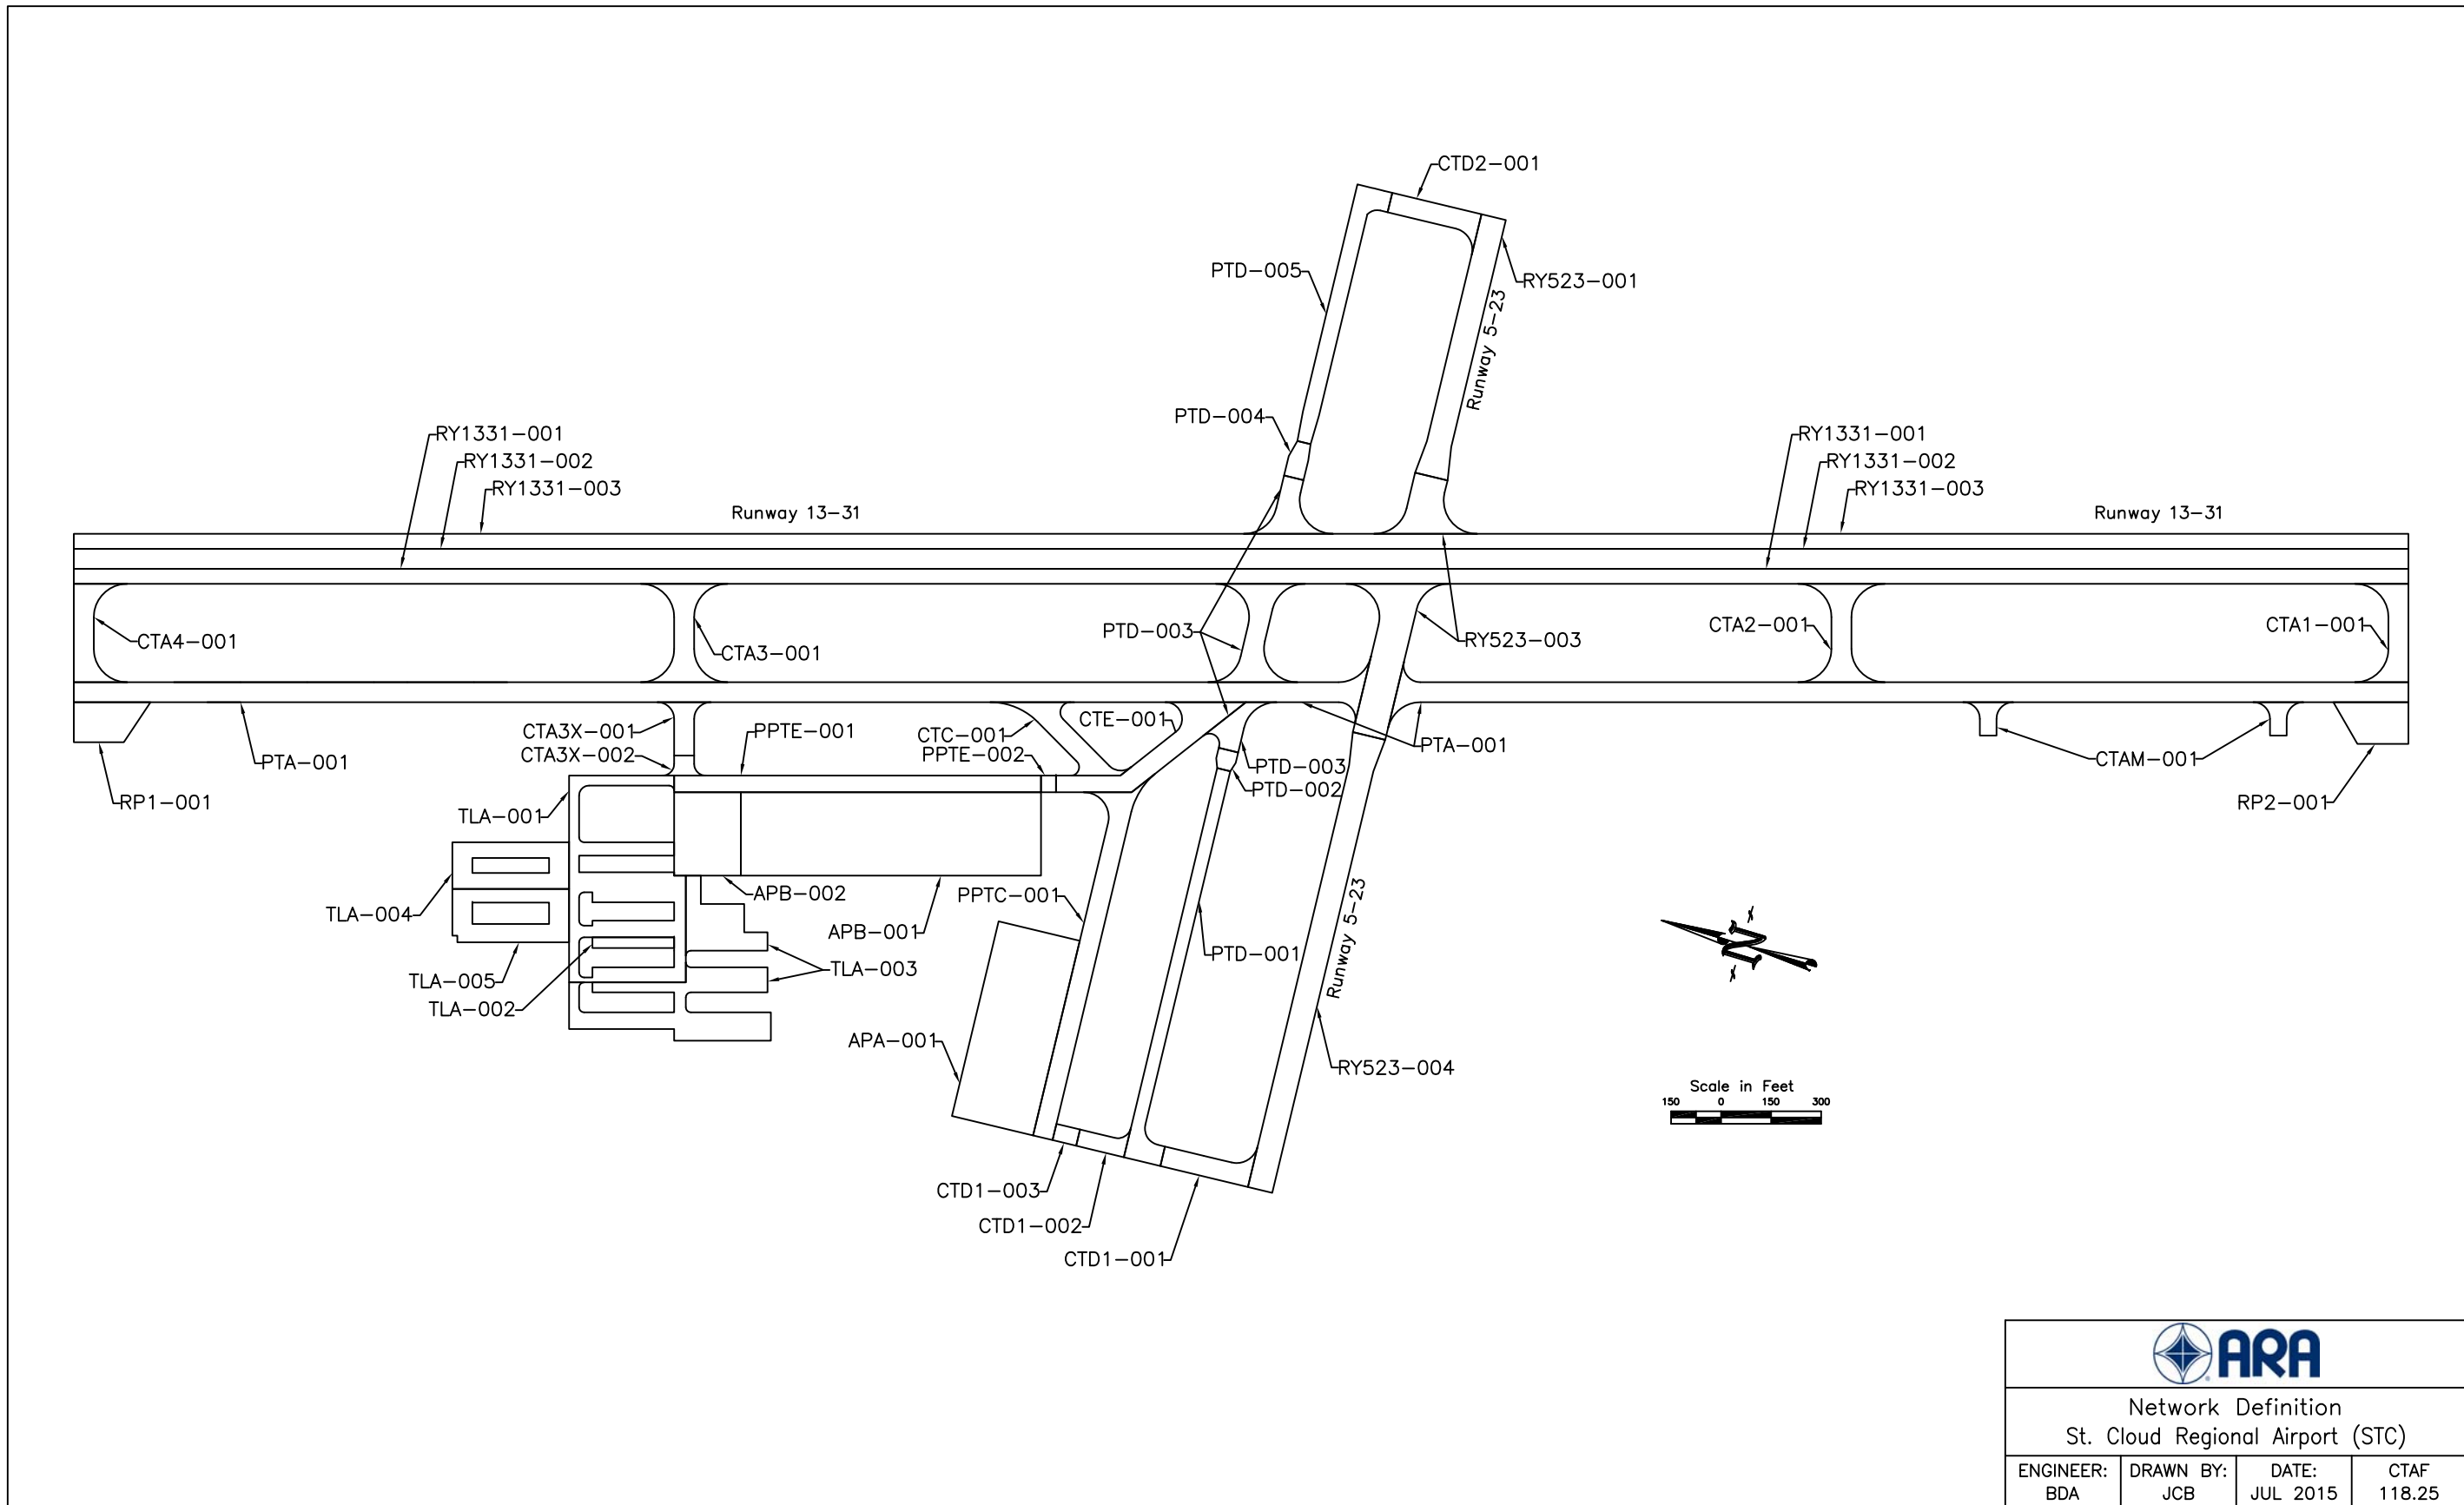 CTD2-001
PTD-005
RY523-001
Runway 5-23
PTD-004
RY1331-001
RY1331-002
RY1331-003
RY1331-001
RY1331-002
RY1331-003
Runway 13-31
Runway 13-31
CTA4-001
CTA3-001
PTD-003
RY523-003
CTA2-001
CTA1-001
CTA3X-001
CTA3X-002
PPTE-001
CTC-001
PPTE-002
CTE-001
PTA-001
PTA-001
PTD-003
PTD-002
CTAM-001
RP1-001
RP2-001
TLA-001
APB-002
PPTC-001
TLA-004
APB-001
Runway 5-23
PTD-001
TLA-003
TLA-005
TLA-002
N
APA-001
RY523-004
Scale in Feet
150 0 150 300
CTD1-003
CTD1-002
CTD1-001
ARA
Network Definition
St. Cloud Regional Airport (STC)
ENGINEER: DRAWN BY: DATE: CTAF
BDA JCB JUL 2015 118.25